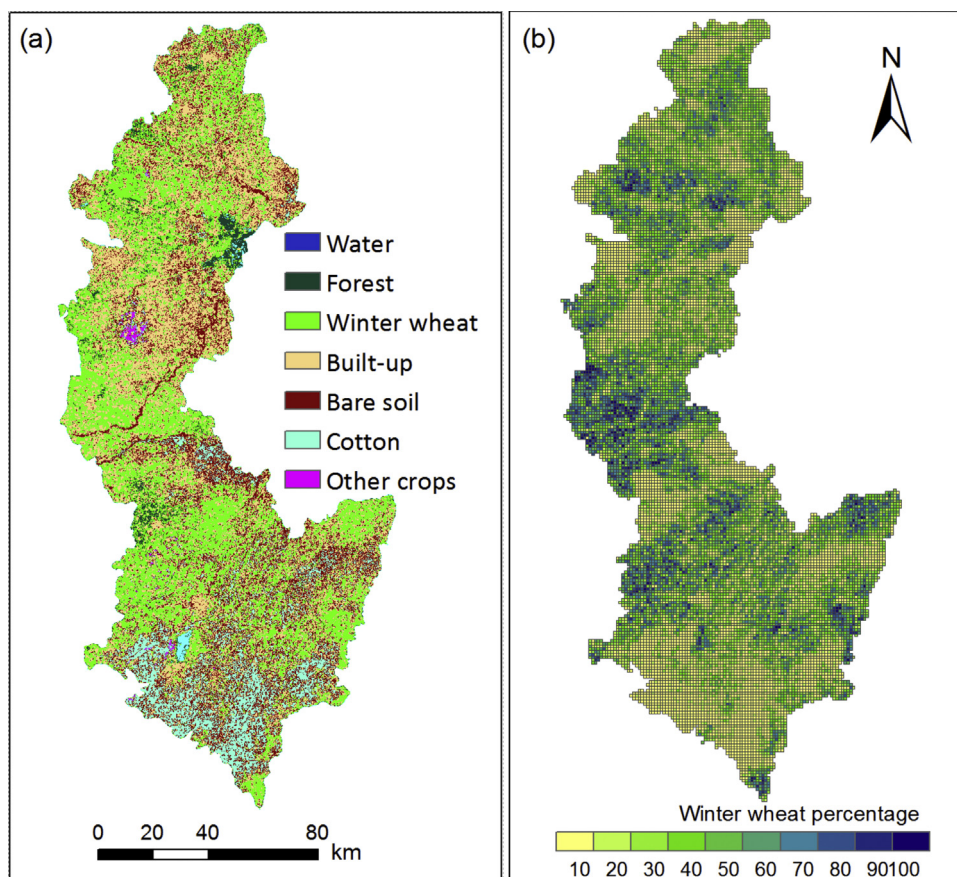 (a)
Water
Forest
Winter wheat
Built-up
Bare soil
Cotton
Other crops
0 20 40 80
km
(b)
N
Winter wheat percentage
10 20 30 40 50 60 70 80 90100